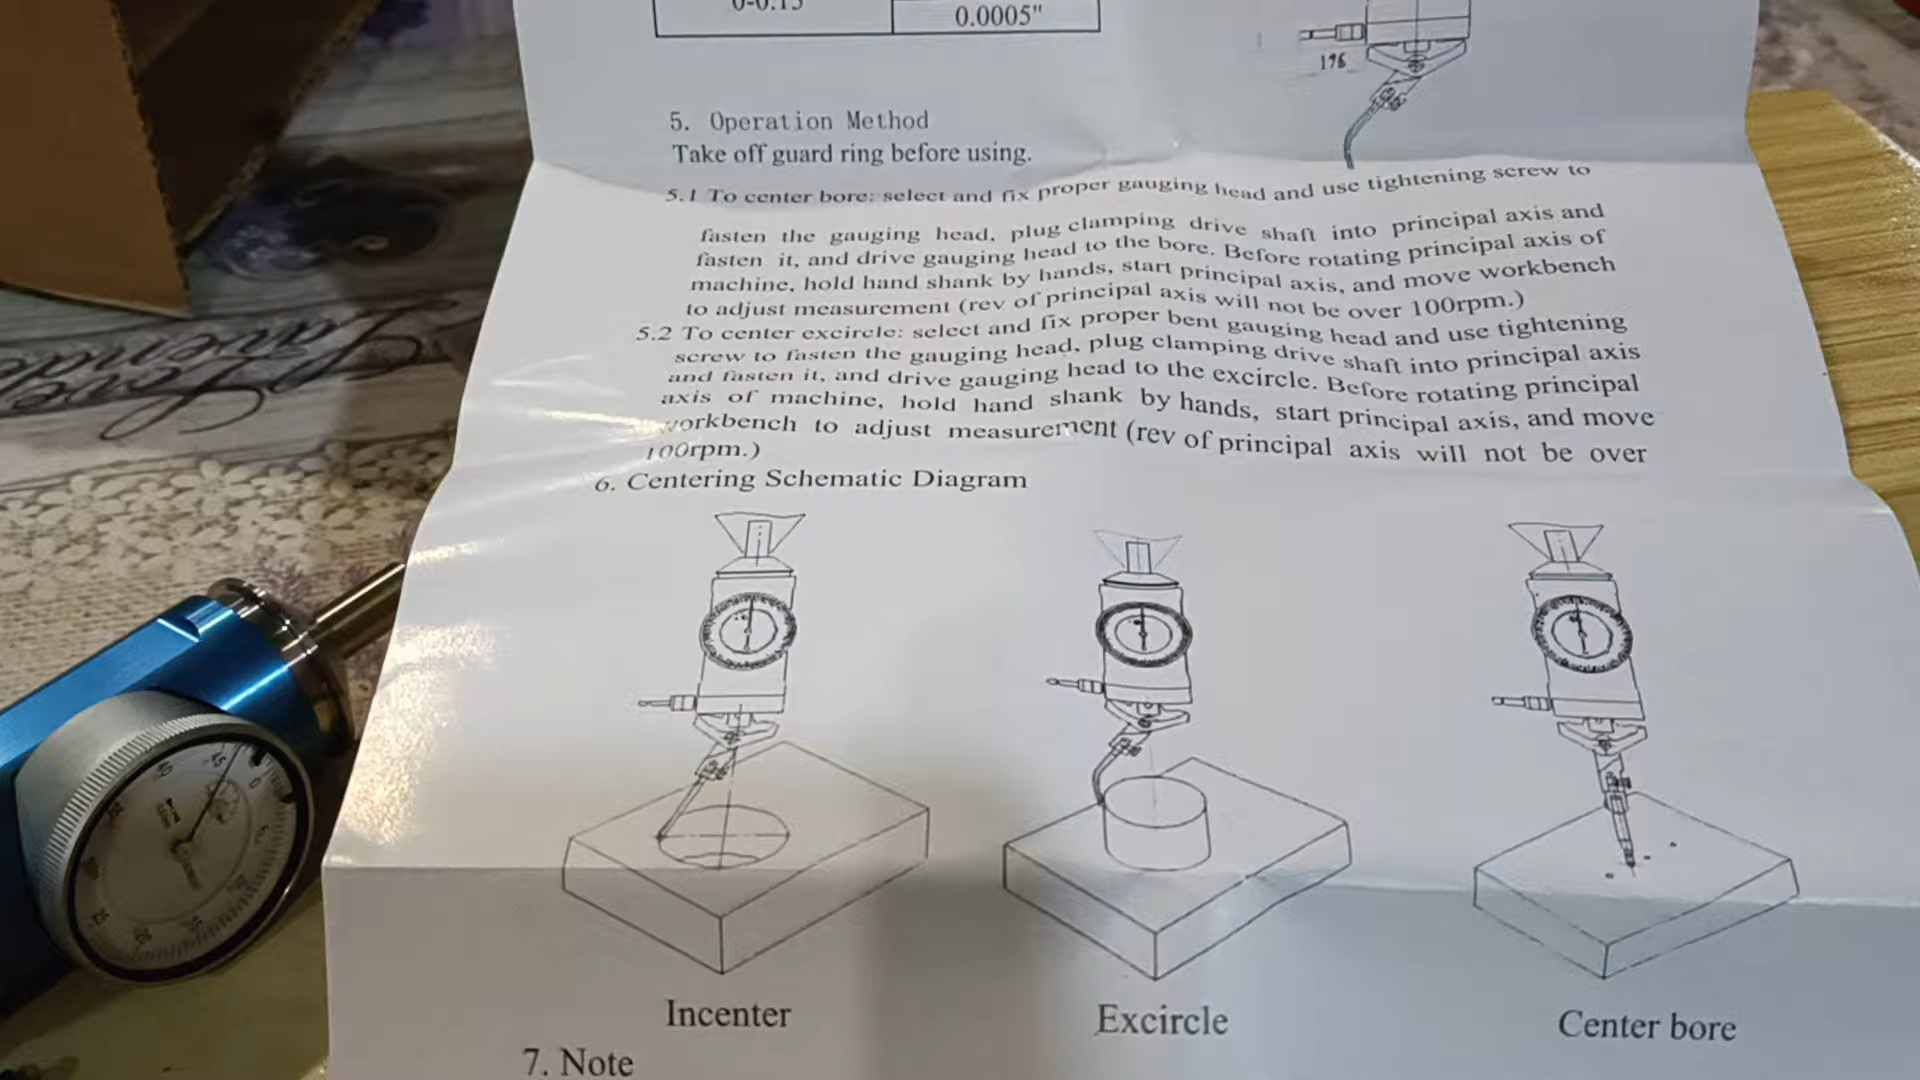 0-0.15
0.0005"
176
5. Operation Method
Take off guard ring before using.
5.1 To center bore: select and fix proper gauging head and use tightening screw to
fasten the gauging head, plug clamping drive shaft into principal axis and
fasten it, and drive gauging head to the bore. Before rotating principal axis of
machine, hold hand shank by hands, start principal axis, and move workbench
to adjust measurement (rev of principal axis will not be over 100rpm.)
5.2 To center excircle: select and fix proper bent gauging head and use tightening
screw to fasten the gauging head, plug clamping drive shaft into principal axis
and fasten it, and drive gauging head to the excircle. Before rotating principal
axis of machine, hold hand shank by hands, start principal axis, and move
workbench to adjust measurement (rev of principal axis will not be over
100rpm.)
6. Centering Schematic Diagram
Incenter
Excircle
Center bore
7. Note